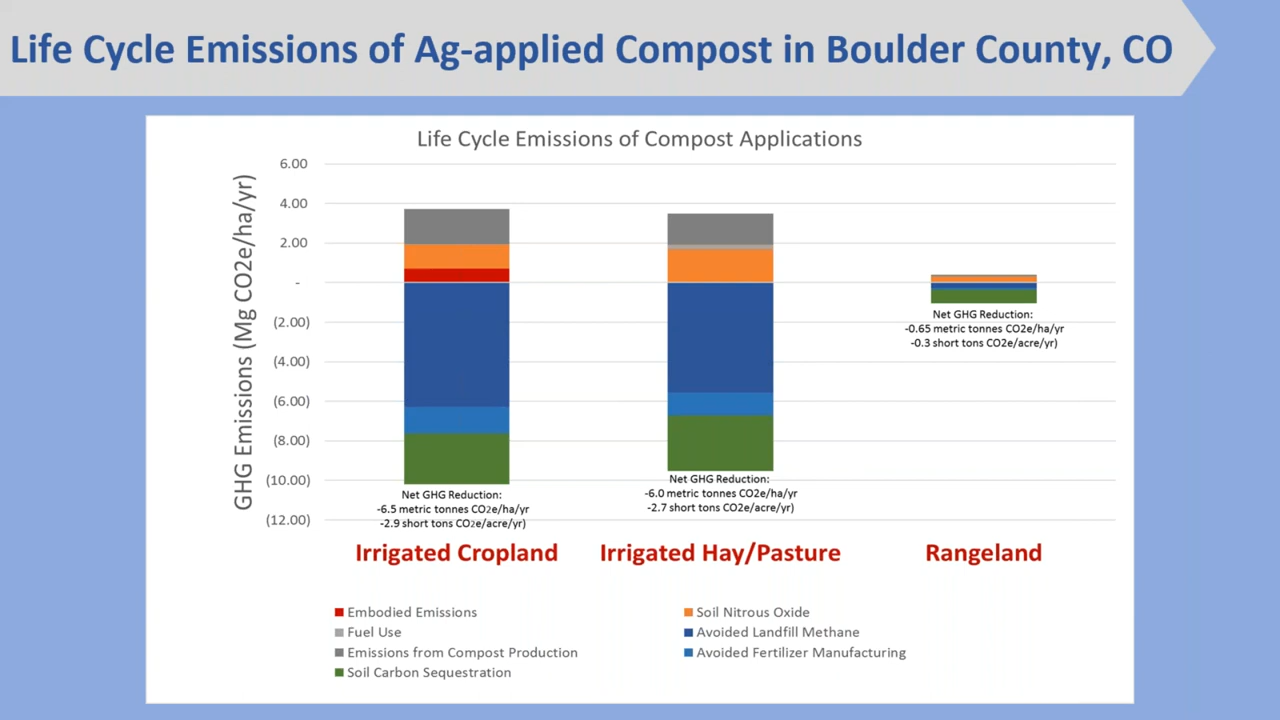 Life Cycle Emissions of Ag-applied Compost in Boulder County, CO
Life Cycle Emissions of Compost Applications
GHG Emissions (Mg CO2e/ha/yr)
6.00
4.00
2.00
-
(2.00)
(4.00)
(6.00)
(8.00)
(10.00)
(12.00)
Net GHG Reduction:
-6.5 metric tonnes CO2e/ha/yr
-2.9 short tons CO2e/acre/yr)
Net GHG Reduction:
-6.0 metric tonnes CO2e/ha/yr
-2.7 short tons CO2e/acre/yr)
Net GHG Reduction:
-0.65 metric tonnes CO2e/ha/yr
-0.3 short tons CO2e/acre/yr)
Irrigated Cropland
Irrigated Hay/Pasture
Rangeland
Embodied Emissions
Soil Nitrous Oxide
Fuel Use
Avoided Landfill Methane
Emissions from Compost Production
Avoided Fertilizer Manufacturing
Soil Carbon Sequestration